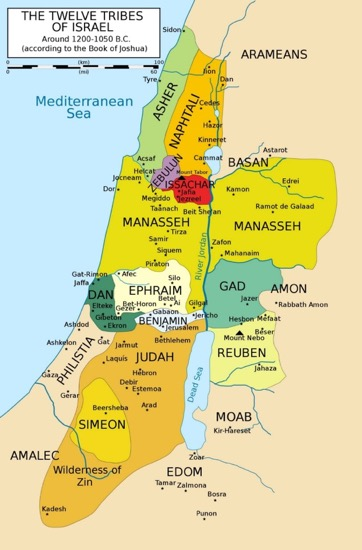 THE TWELVE TRIBES
OF ISRAEL
Around 1200-1050 B.C.
(according to the Book of Joshua)
0 (km) 100
0 (mi) 60
Sidon
ARAMEANS
Ijon
Dan
Tyre
Mediterranean
Sea
ASHER
NAPHTALI
Cedes
Hazor
Kinneret
Acsaf
Cammat
BASAN
Astarot
Helcat
ZEBULUN
Mount Tabor
Jocneam
ISSACHAR
Edrei
Dor
Jafia
Kamon
Megiddo
Jezreel
Taanach
Beit Shean
Ramot de Galaad
MANASSEH
MANASSEH
Tirza
Samir
Zafon
Siquem
Mahanaim
Piraton
River Jordan
Gat-Rimon
Afec
Jaffa
Silo
GAD
AMON
DAN
EPHRAIM
Elteke
Bet-Horon
Betel
Ai
Gilgal
Jazer
Rabbath Amon
Gezer
Gabaon
Gabeton
BENJAMIN
Jericho
Hesbon
Mefaat
Ashdod
Ekron
Jerusalem
Beser
Mount Nebo
Ashkelon
Gat
Jarmut
Bethlehem
REUBEN
PHILISTIA
Laquis
JUDAH
Jahaza
Gaza
Hebron
Dead Sea
Debir
Estemoa
Gerar
Beersheba
Arad
MOAB
SIMEON
Kir-Hareset
AMALEC
Zoar
Wilderness of
Zin
EDOM
Tamar
Zalmona
Bosra
Kadesh
Punon